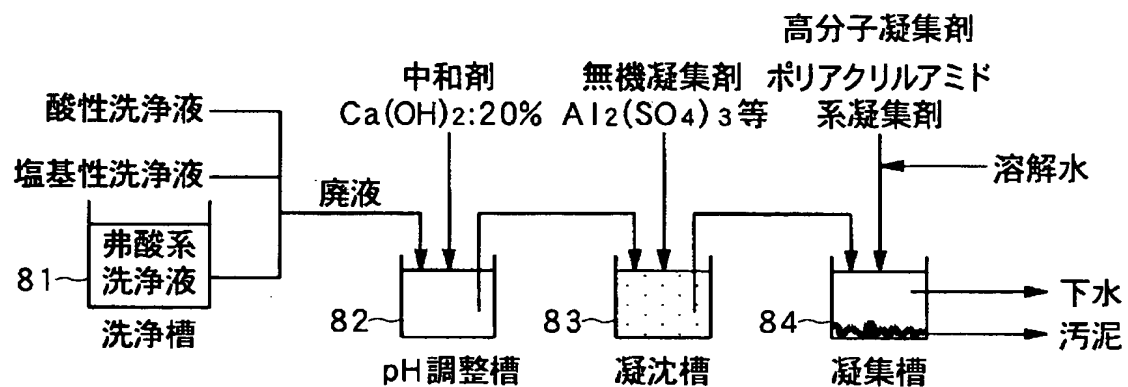 酸性洗浄液
塩基性洗浄液
弗酸系
洗浄液
81
洗浄槽
廃液
中和剤
Ca(OH)2:20%
82
pH調整槽
無機凝集剤
Al2(SO4)3等
83
凝沈槽
高分子凝集剤
ポリアクリルアミド
系凝集剤
溶解水
84
凝集槽
下水
汚泥